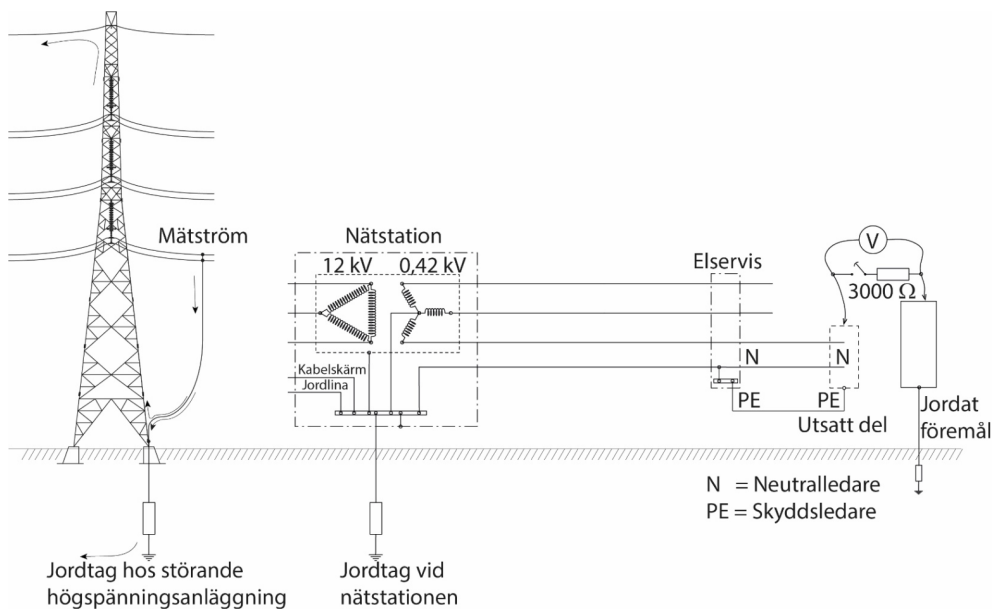 Mätström
Nätstation
12 kV
0,42 kV
Kabelskärm
Jordlina
Elservis
N
PE
V
3000 Ω
N
PE
Utsatt del
Jordat
föremål
N = Neutralledare
PE = Skyddsledare
Jordtag hos störande
högspänningsanläggning
Jordtag vid
nätstationen